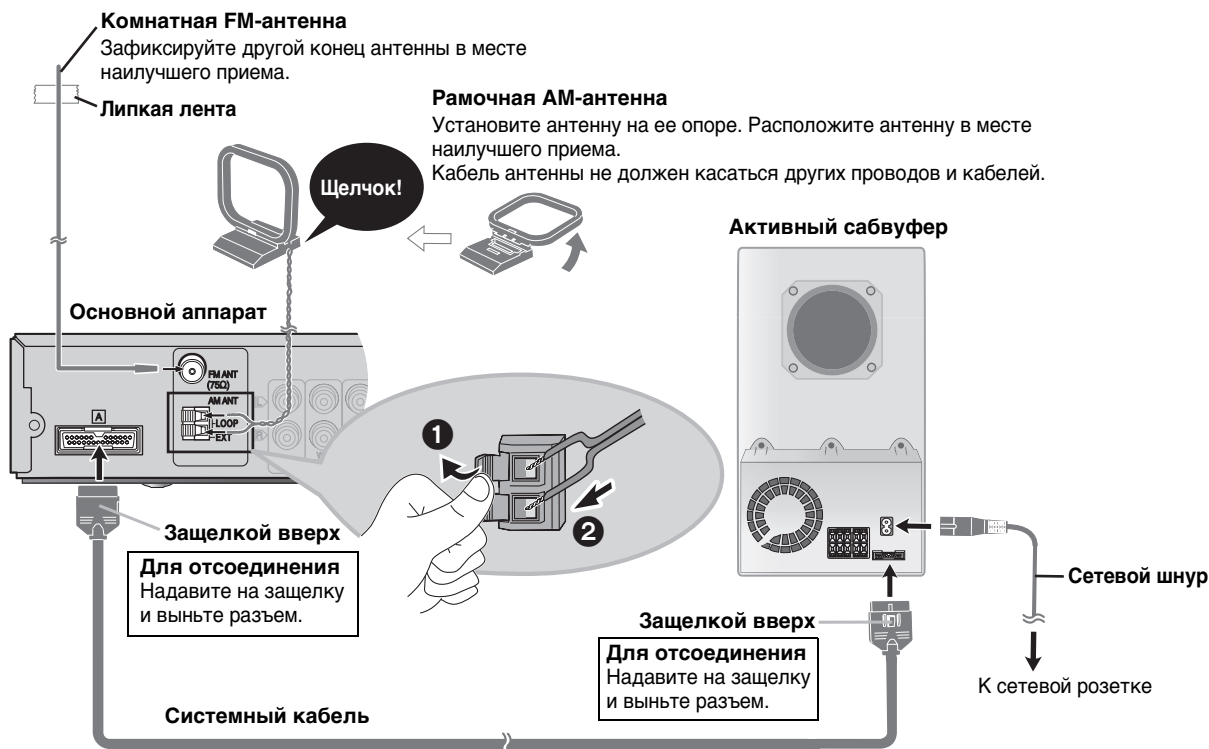 Комнатная FM-антенна
Зафиксируйте другой конец антенны в месте
наилучшего приема.
Липкая лента
Рамочная AM-антенна
Установите антенну на ее опоре. Расположите антенну в месте
наилучшего приема.
Кабель антенны не должен касаться других проводов и кабелей.
Щелчок!
Активный сабвуфер
Основной аппарат
FM ANT
(75Ω)
AM ANT
LOOP
EXT
A
1
2
Защелкой вверх
Для отсоединения
Надавите на защелку
и выньте разъем.
Сетевой шнур
Защелкой вверх
Для отсоединения
Надавите на защелку
и выньте разъем.
К сетевой розетке
Системный кабель